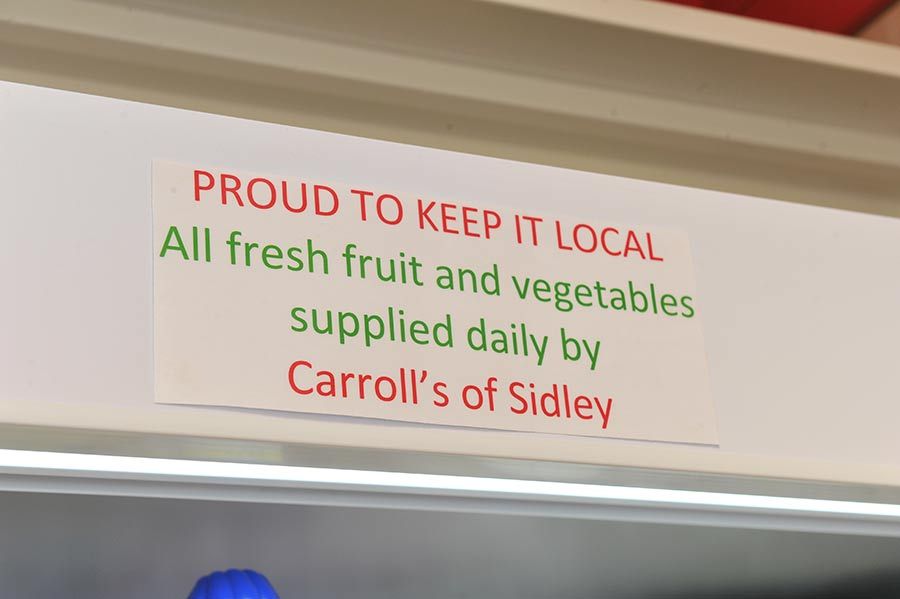 PROUD TO KEEP IT LOCAL
All fresh fruit and vegetables
supplied daily by
Carroll’s of Sidley